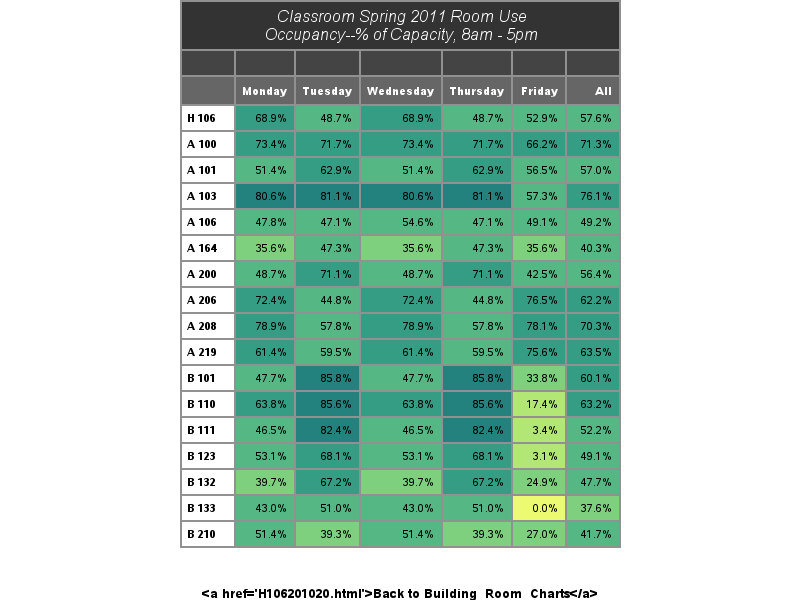 Classroom Spring 2011 Room Use
Occupancy--% of Capacity, 8am - 5pm
Monday Tuesday Wednesday Thursday Friday All
H 106 68.9% 48.7% 68.9% 48.7% 52.9% 57.6%
A 100 73.4% 71.7% 73.4% 71.7% 66.2% 71.3%
A 101 51.4% 62.9% 51.4% 62.9% 56.5% 57.0%
A 103 80.6% 81.1% 80.6% 81.1% 57.3% 76.1%
A 106 47.8% 47.1% 54.6% 47.1% 49.1% 49.2%
A 164 35.6% 47.3% 35.6% 47.3% 35.6% 40.3%
A 200 48.7% 71.1% 48.7% 71.1% 42.5% 56.4%
A 206 72.4% 44.8% 72.4% 44.8% 76.5% 62.2%
A 208 78.9% 57.8% 78.9% 57.8% 78.1% 70.3%
A 219 61.4% 59.5% 61.4% 59.5% 75.6% 63.5%
B 101 47.7% 85.8% 47.7% 85.8% 33.8% 60.1%
B 110 63.8% 85.6% 63.8% 85.6% 17.4% 63.2%
B 111 46.5% 82.4% 46.5% 82.4% 3.4% 52.2%
B 123 53.1% 68.1% 53.1% 68.1% 3.1% 49.1%
B 132 39.7% 67.2% 39.7% 67.2% 24.9% 47.7%
B 133 43.0% 51.0% 43.0% 51.0% 0.0% 37.6%
B 210 51.4% 39.3% 51.4% 39.3% 27.0% 41.7%
<a href='H106201020.html'>Back to Building_Room_Charts</a>